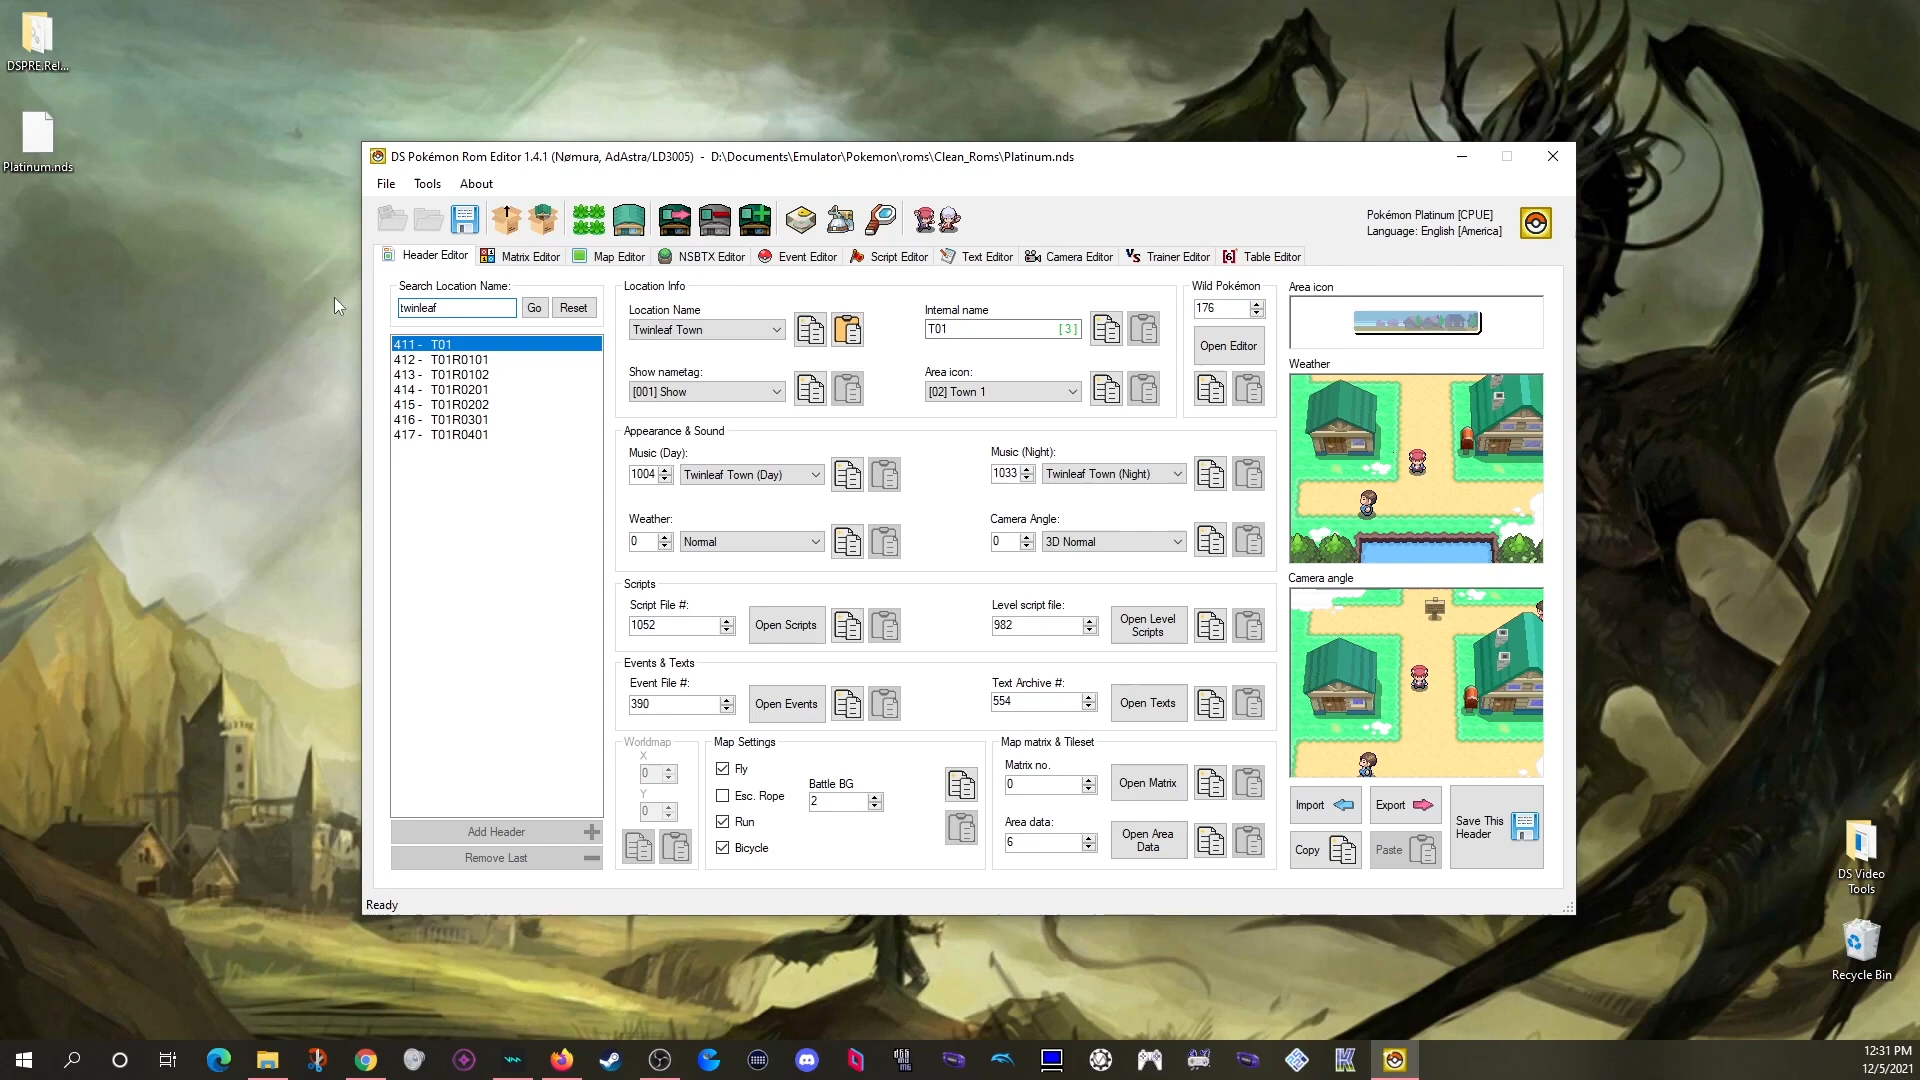 DSPRE.Rel...
Platinum.nds
DS Pokémon Rom Editor 1.4.1 (Nømura, AdAstra/LD3005)  -  D:\Documents\Emulator\Pokemon\roms\Clean_Roms\Platinum.nds
File Tools About
Pokémon Platinum [CPUE]
Language: English [America]
Header Editor Matrix Editor Map Editor NSBTX Editor Event Editor Script Editor Text Editor Camera Editor Trainer Editor Table Editor
Search Location Name:
twinleaf Go Reset
411 - T01
412 - T01R0101
413 - T01R0102
414 - T01R0201
415 - T01R0202
416 - T01R0301
417 - T01R0401
Add Header
Remove Last
Location Info
Location Name
Twinleaf Town
Internal name
T01 [ 3 ]
Show nametag:
[001] Show
Area icon:
[02] Town 1
Wild Pokémon
176
Open Editor
Appearance & Sound
Music (Day):
1004 Twinleaf Town (Day)
Music (Night):
1033 Twinleaf Town (Night)
Weather:
0 Normal
Camera Angle:
0 3D Normal
Scripts
Script File #:
1052 Open Scripts
Level script file:
982 Open Level
Scripts
Events & Texts
Event File #:
390 Open Events
Text Archive #:
554 Open Texts
Worldmap
X
0
Y
0
Map Settings
Fly
Esc. Rope
Run
Bicycle
Battle BG
2
Map matrix & Tileset
Matrix no.
0 Open Matrix
Area data:
6 Open Area
Data
Area icon
Weather
Camera angle
Import Export
Copy Paste
Save This
Header
Ready
DS Video
Tools
Recycle Bin
12:31 PM
12/5/2021